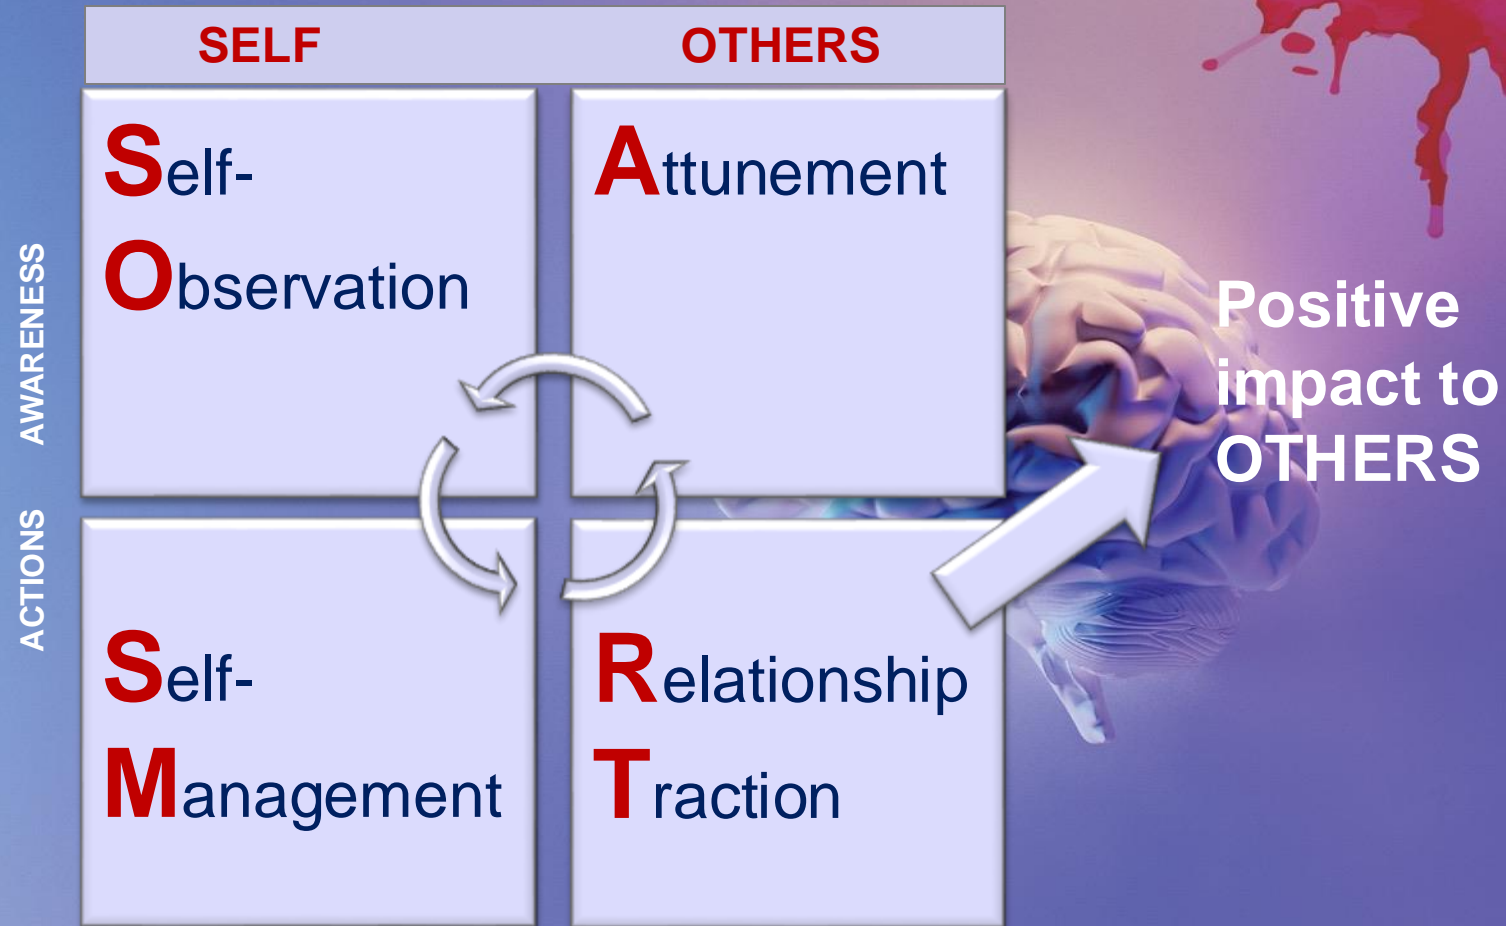 SELF OTHERS
AWARENESS
Self-
Observation
Attunement
Positive
impact to
OTHERS
ACTIONS
Self-
Management
Relationship
Traction